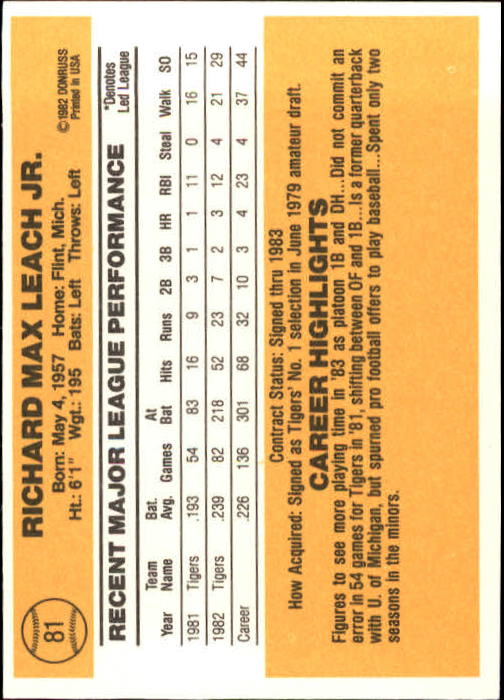 81
RICHARD MAX LEACH JR.
Born: May 4, 1957 Home: Flint, Mich.
Ht.: 6'1" Wgt.: 195 Bats: Left Throws: Left
©1982 DONRUSS
Printed in USA
RECENT MAJOR LEAGUE PERFORMANCE
*Denotes
Led League
Team Bat. At
Year Name Avg. Games Bat Hits Runs 2B 3B HR RBI Steal Walk SO
1981 Tigers .193 54 83 16 9 3 1 1 11 0 16 15
1982 Tigers .239 82 218 52 23 7 2 3 12 4 21 29
Career .226 136 301 68 32 10 3 4 23 4 37 44
Contract Status: Signed thru 1983
How Acquired: Signed as Tigers' No. 1 selection in June 1979 amateur draft.
CAREER HIGHLIGHTS
Figures to see more playing time in '83 as platoon 1B and DH...Did not commit an
error in 54 games for Tigers in '81, shifting between OF and 1B...Is a former quarterback
with U. of Michigan, but spurned pro football offers to play baseball...Spent only two
seasons in the minors.